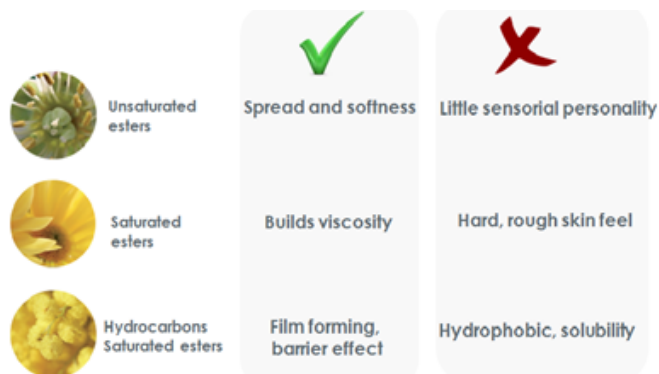 Unsaturated
esters
Spread and softness
Little sensorial personality
Saturated
esters
Builds viscosity
Hard, rough skin feel
Hydrocarbons
Saturated esters
Film forming,
barrier effect
Hydrophobic, solubility